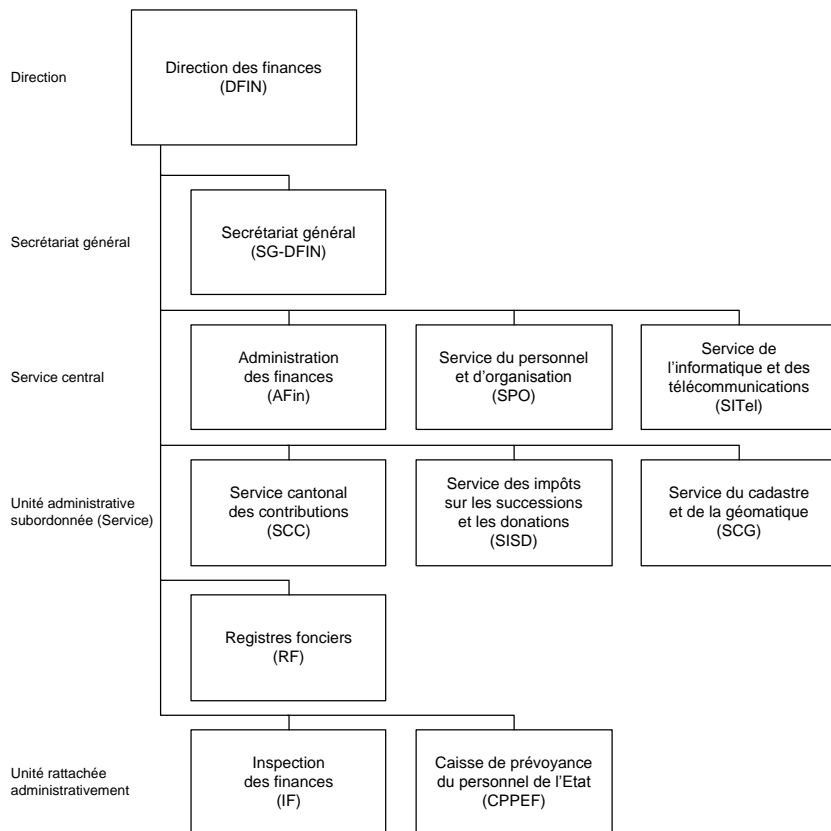 Direction
Direction des finances
(DFIN)
Secrétariat général
Secrétariat général
(SG-DFIN)
Service central
Administration
des finances
(AFin)
Service du personnel
et d'organisation
(SPO)
Service de
l'informatique et des
télécommunications
(SITel)
Unité administrative
subordonnée (Service)
Service cantonal
des contributions
(SCC)
Service des impôts
sur les successions
et les donations
(SISD)
Service du cadastre
et de la géomatique
(SCG)
Registres fonciers
(RF)
Unité rattachée
administrativement
Inspection
des finances
(IF)
Caisse de prévoyance
du personnel de l'Etat
(CPPEF)